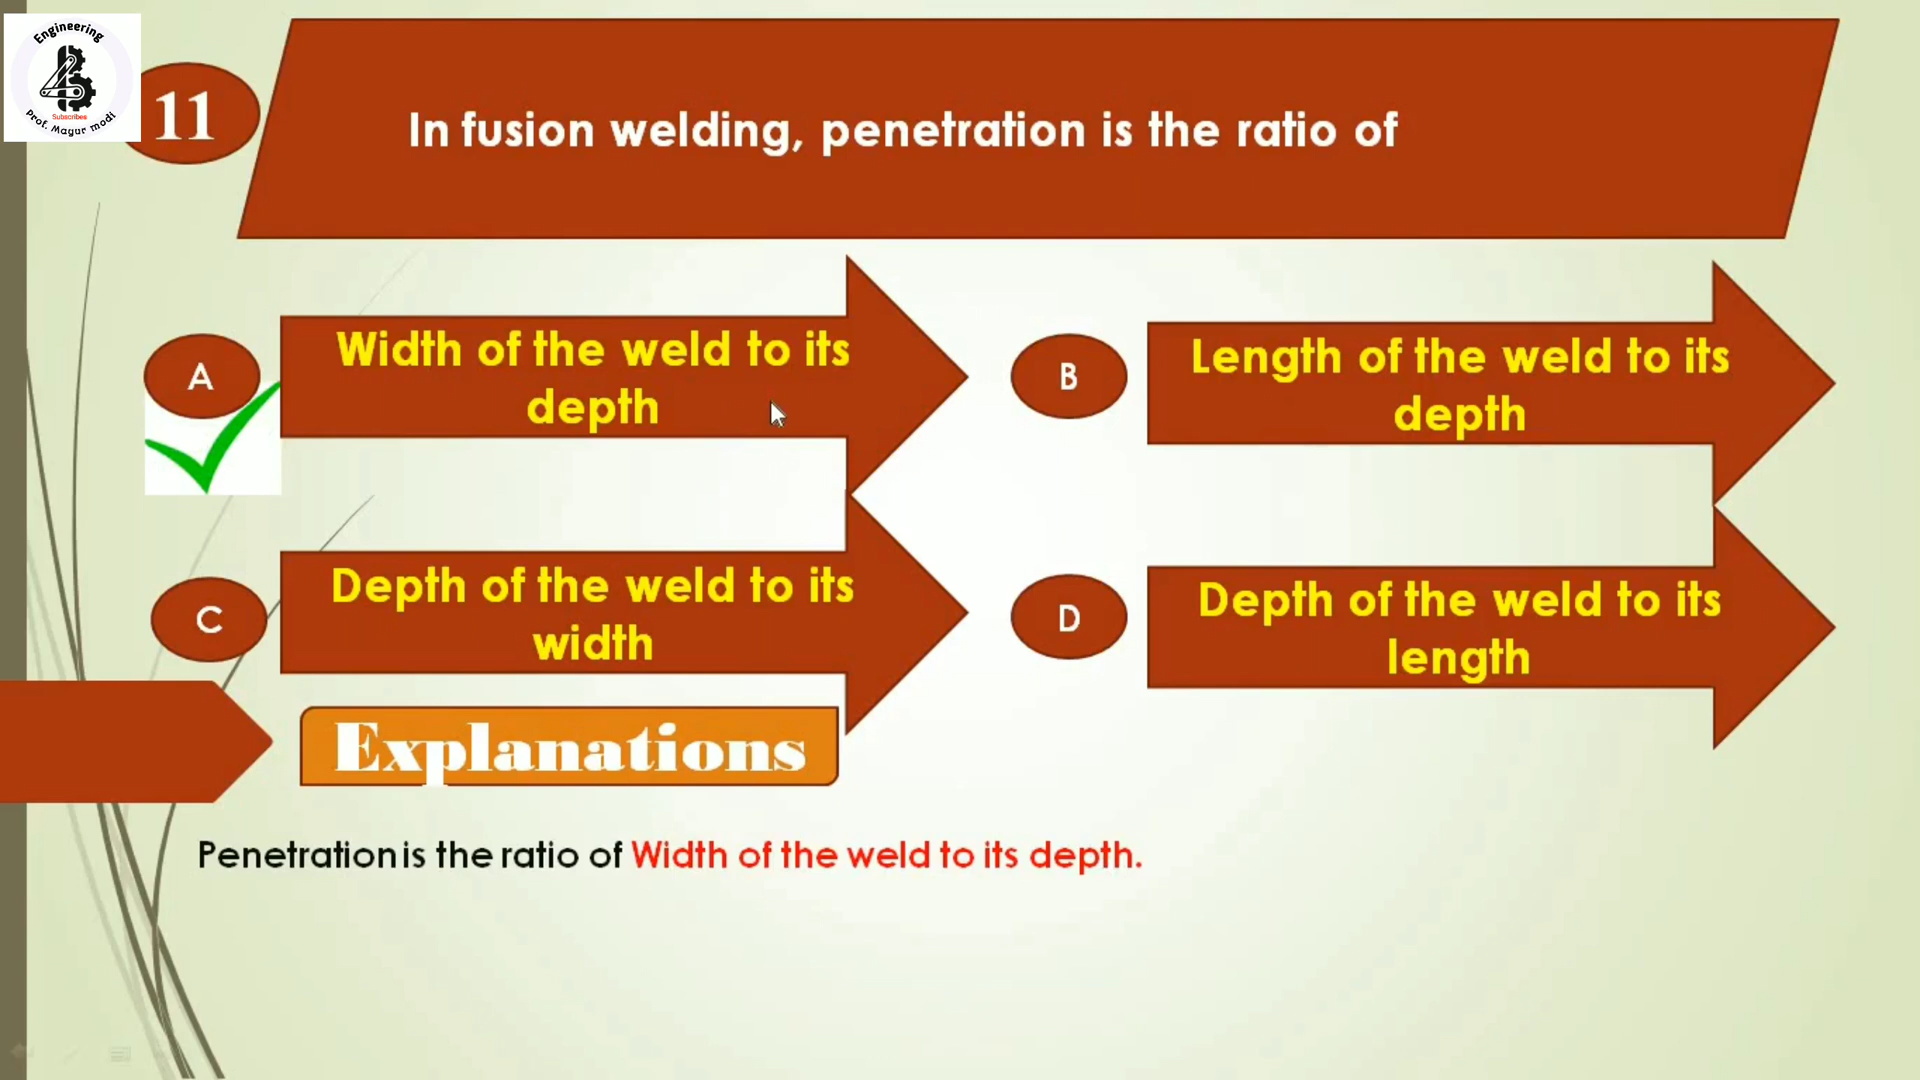 Engineering
Subscribes
Prof. Mayur modi
11
In fusion welding, penetration is the ratio of
A
Width of the weld to its
depth
B
Length of the weld to its
depth
C
Depth of the weld to its
width
D
Depth of the weld to its
length
Explanations
Penetration is the ratio of Width of the weld to its depth.